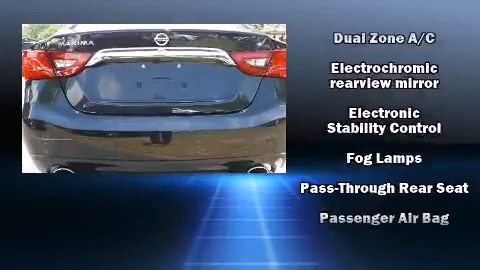 MAXIMA
Dual Zone A/C
Electrochromic
rearview mirror
Electronic
Stability Control
Fog Lamps
Pass-Through Rear Seat
Passenger Air Bag